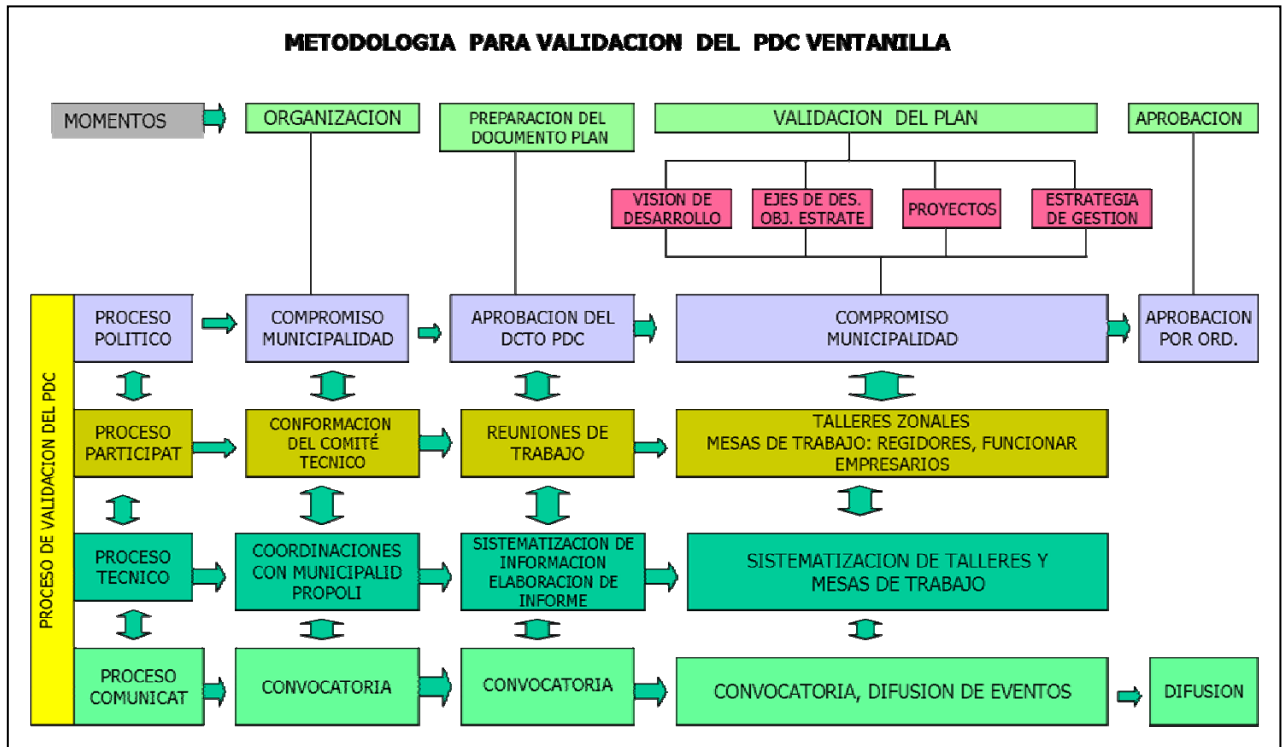 METODOLOGIA PARA VALIDACION DEL PDC VENTANILLA
MOMENTOS
ORGANIZACION
PREPARACION DEL
DOCUMENTO PLAN
VALIDACION DEL PLAN
APROBACION
VISION DE
DESARROLLO
EJES DE DES.
OBJ. ESTRATE
PROYECTOS
ESTRATEGIA
DE GESTION
PROCESO DE VALIDACION DEL PDC
PROCESO
POLITICO
COMPROMISO
MUNICIPALIDAD
APROBACION DEL
DCTO PDC
COMPROMISO
MUNICIPALIDAD
APROBACION
POR ORD.
PROCESO
PARTICIPAT
CONFORMACION
DEL COMITÉ
TECNICO
REUNIONES DE
TRABAJO
TALLERES ZONALES
MESAS DE TRABAJO: REGIDORES, FUNCIONAR
EMPRESARIOS
PROCESO
TECNICO
COORDINACIONES
CON MUNICIPALID
PROPOLI
SISTEMATIZACION DE
INFORMACION
ELABORACION DE
INFORME
SISTEMATIZACION DE TALLERES Y
MESAS DE TRABAJO
PROCESO
COMUNICAT
CONVOCATORIA
CONVOCATORIA
CONVOCATORIA, DIFUSION DE EVENTOS
DIFUSION